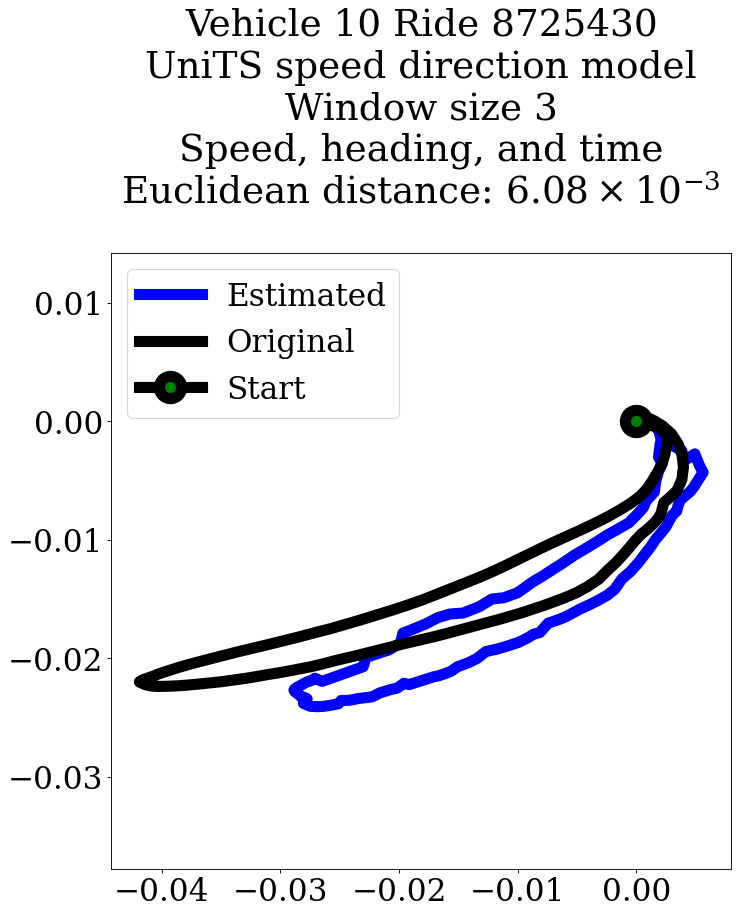 Vehicle 10 Ride 8725430
UniTS speed direction model
Window size 3
Speed, heading, and time
Euclidean distance: 6.08 × 10⁻³
Estimated
Original
Start
0.01
0.00
−0.01
−0.02
−0.03
−0.04 −0.03 −0.02 −0.01 0.00